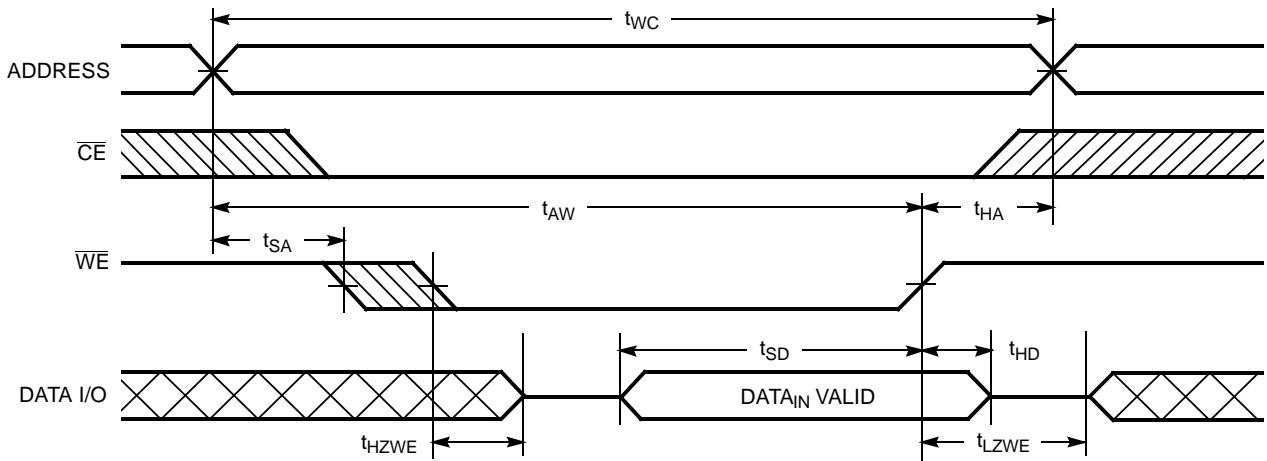 tWC
ADDRESS
CE
tAW
tHA
tSA
WE
tSD
tHD
DATA I/O
DATAIN VALID
tHZWE
tLZWE